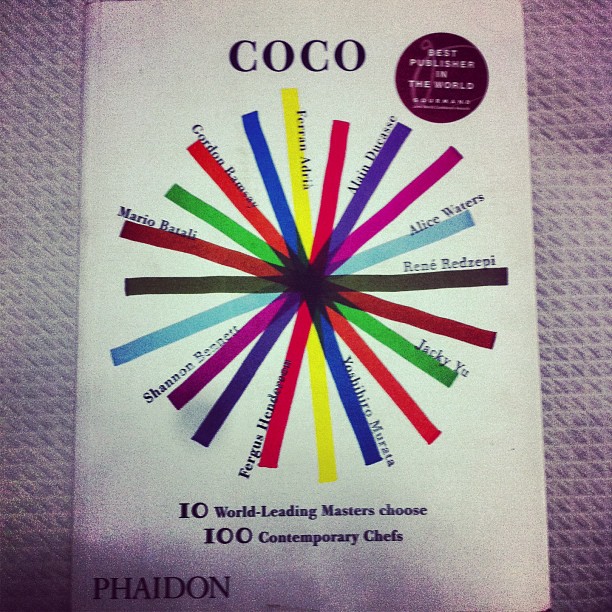 COCO
BEST
PUBLISHER
IN
THE WORLD
GOURMAND
Ferran Adrià
Gordon Ramsay
Alain Ducasse
Mario Batali
Alice Waters
René Redzepi
Shannon Bennett
Jacky Yu
Fergus Henderson
Yoshihiro Murata
10 World-Leading Masters choose
100 Contemporary Chefs
PHAIDON